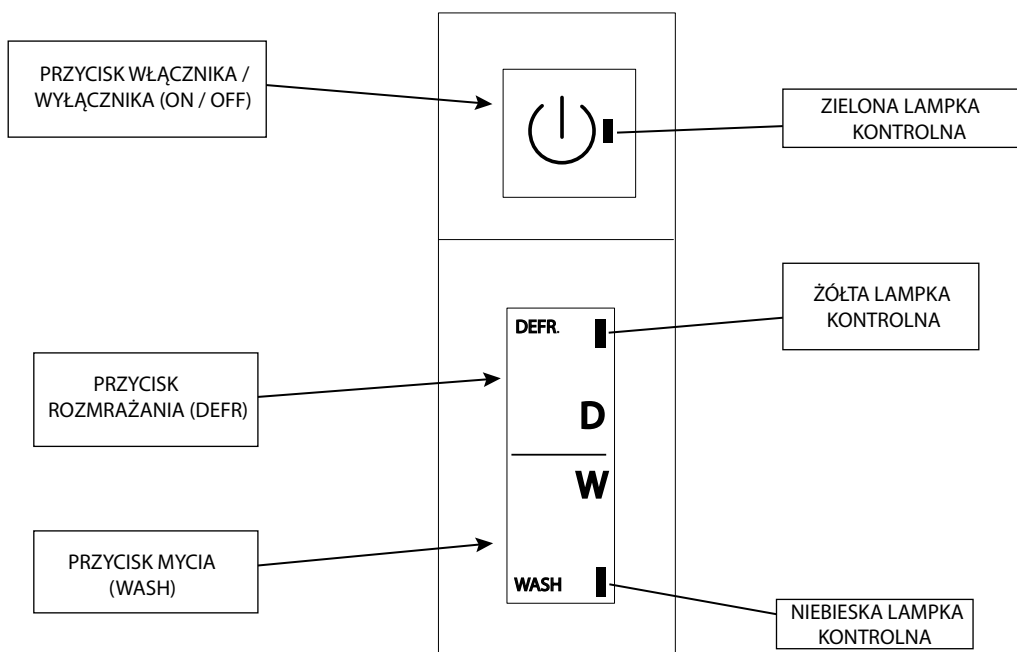 PRZYCISK WŁĄCZNIKA /
WYŁĄCZNIKA (ON / OFF)
ZIELONA LAMPKA
KONTROLNA
ŻÓŁTA LAMPKA
KONTROLNA
DEFR.
D
PRZYCISK
ROZMRAŻANIA (DEFR)
W
PRZYCISK MYCIA
(WASH)
WASH
NIEBIESKA LAMPKA
KONTROLNA